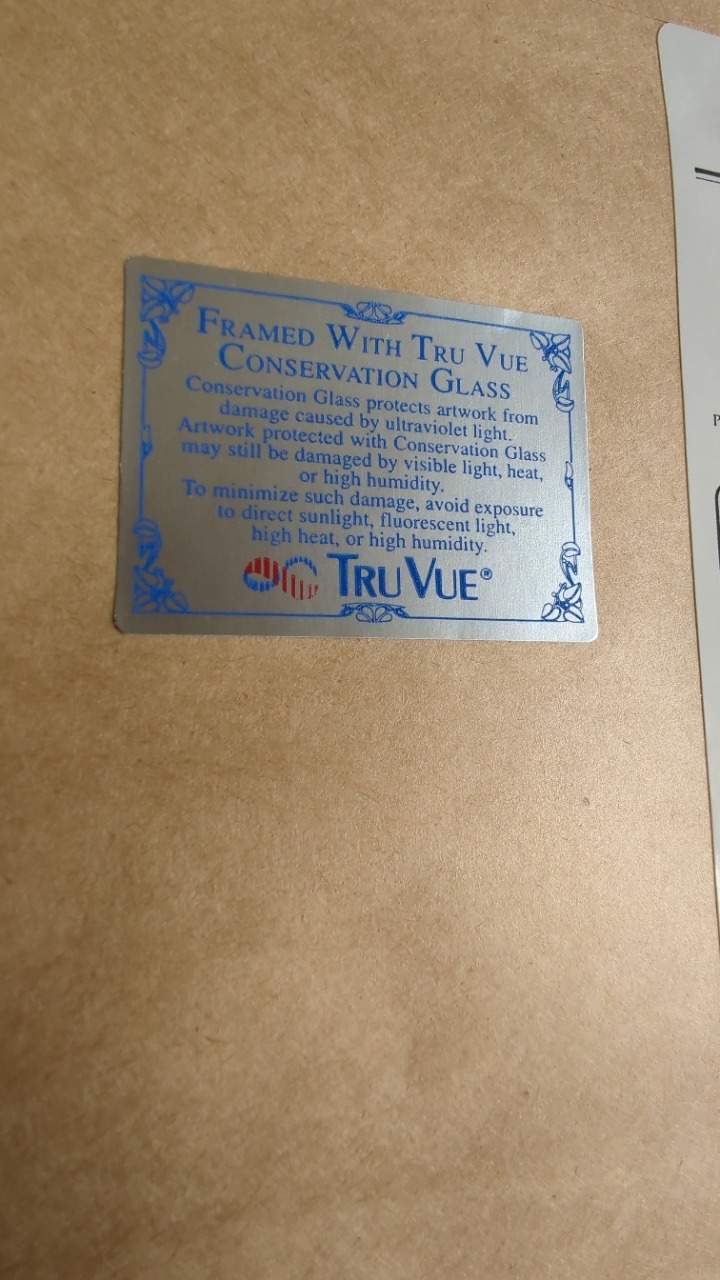 FRAMED WITH TRU VUE
CONSERVATION GLASS
Conservation Glass protects artwork from
damage caused by ultraviolet light.
Artwork protected with Conservation Glass
may still be damaged by visible light, heat,
or high humidity.
To minimize such damage, avoid exposure
to direct sunlight, fluorescent light,
high heat, or high humidity.
TRU VUE®
P